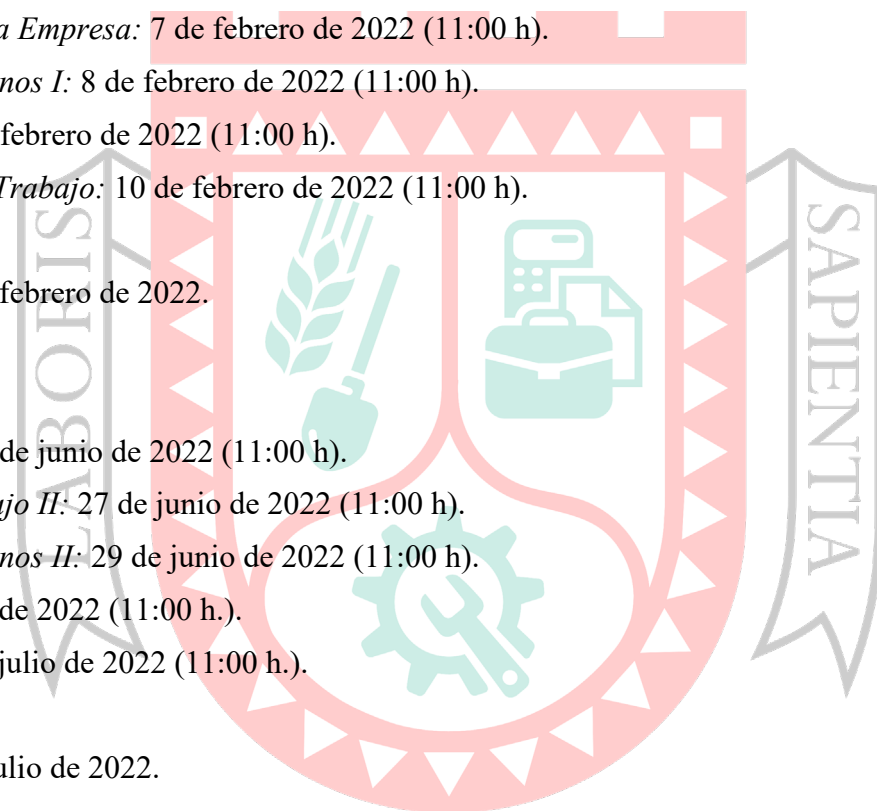 a Empresa: 7 de febrero de 2022 (11:00 h).
nos I: 8 de febrero de 2022 (11:00 h).
febrero de 2022 (11:00 h).
Trabajo: 10 de febrero de 2022 (11:00 h).
febrero de 2022.
de junio de 2022 (11:00 h).
ajo II: 27 de junio de 2022 (11:00 h).
nos II: 29 de junio de 2022 (11:00 h).
de 2022 (11:00 h.).
julio de 2022 (11:00 h.).
ulio de 2022.
LABORIS
SAPIENTIA